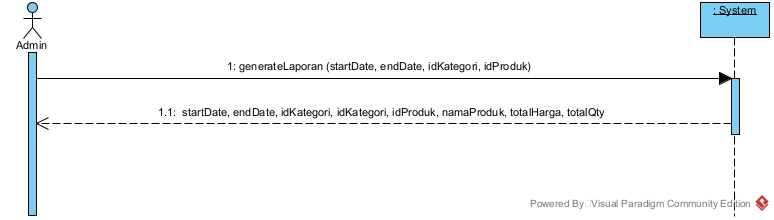 : System
Admin
1: generateLaporan (startDate, endDate, idKategori, idProduk)
1.1: startDate, endDate, idKategori, idKategori, idProduk, namaProduk, totalHarga, totalQty
Powered By Visual Paradigm Community Edition